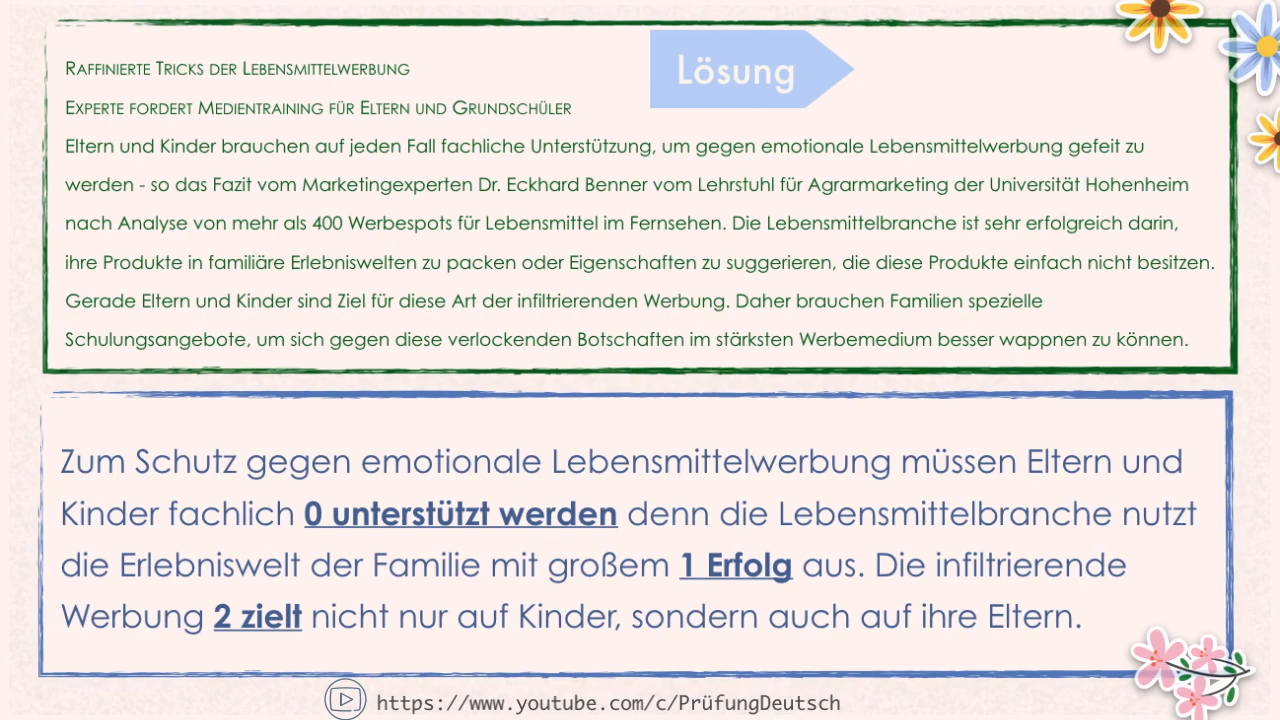 Lösung
Raffinierte Tricks der Lebensmittelwerbung
Experte fordert Medientraining für Eltern und Grundschüler
Eltern und Kinder brauchen auf jeden Fall fachliche Unterstützung, um gegen emotionale Lebensmittelwerbung gefeit zu
werden - so das Fazit vom Marketingexperten Dr. Eckhard Benner vom Lehrstuhl für Agrarmarketing der Universität Hohenheim
nach Analyse von mehr als 400 Werbespots für Lebensmittel im Fernsehen. Die Lebensmittelbranche ist sehr erfolgreich darin,
ihre Produkte in familiäre Erlebniswelten zu packen oder Eigenschaften zu suggerieren, die diese Produkte einfach nicht besitzen.
Gerade Eltern und Kinder sind Ziel für diese Art der infiltrierenden Werbung. Daher brauchen Familien spezielle
Schulungsangebote, um sich gegen diese verlockenden Botschaften im stärksten Werbemedium besser wappnen zu können.
Zum Schutz gegen emotionale Lebensmittelwerbung müssen Eltern und
Kinder fachlich 0 unterstützt werden denn die Lebensmittelbranche nutzt
die Erlebniswelt der Familie mit großem 1 Erfolg aus. Die infiltrierende
Werbung 2 zielt nicht nur auf Kinder, sondern auch auf ihre Eltern.
https://www.youtube.com/c/PrüfungDeutsch